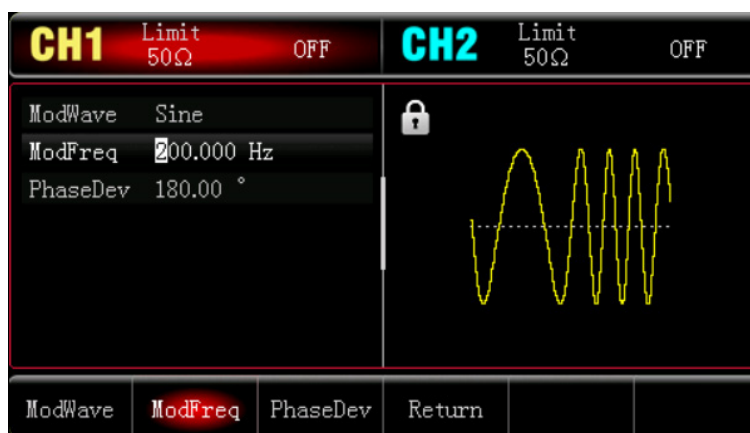 CH1 Limit 50Ω OFF
CH2 Limit 50Ω OFF
ModWave Sine
ModFreq 200.000 Hz
PhaseDev 180.00 °
ModWave ModFreq PhaseDev Return